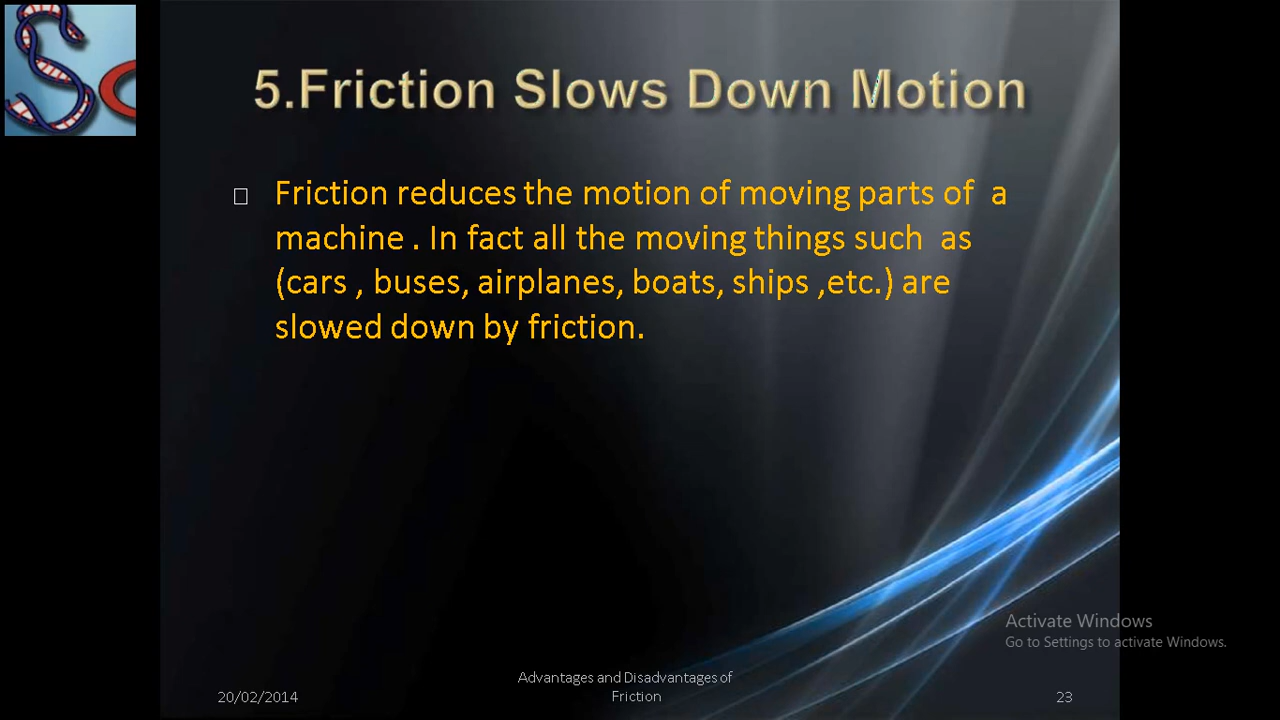 5.Friction Slows Down Motion
Friction reduces the motion of moving parts of a
machine . In fact all the moving things such as
(cars , buses, airplanes, boats, ships ,etc.) are
slowed down by friction.
Activate Windows
Go to Settings to activate Windows.
Advantages and Disadvantages of
Friction
20/02/2014
23